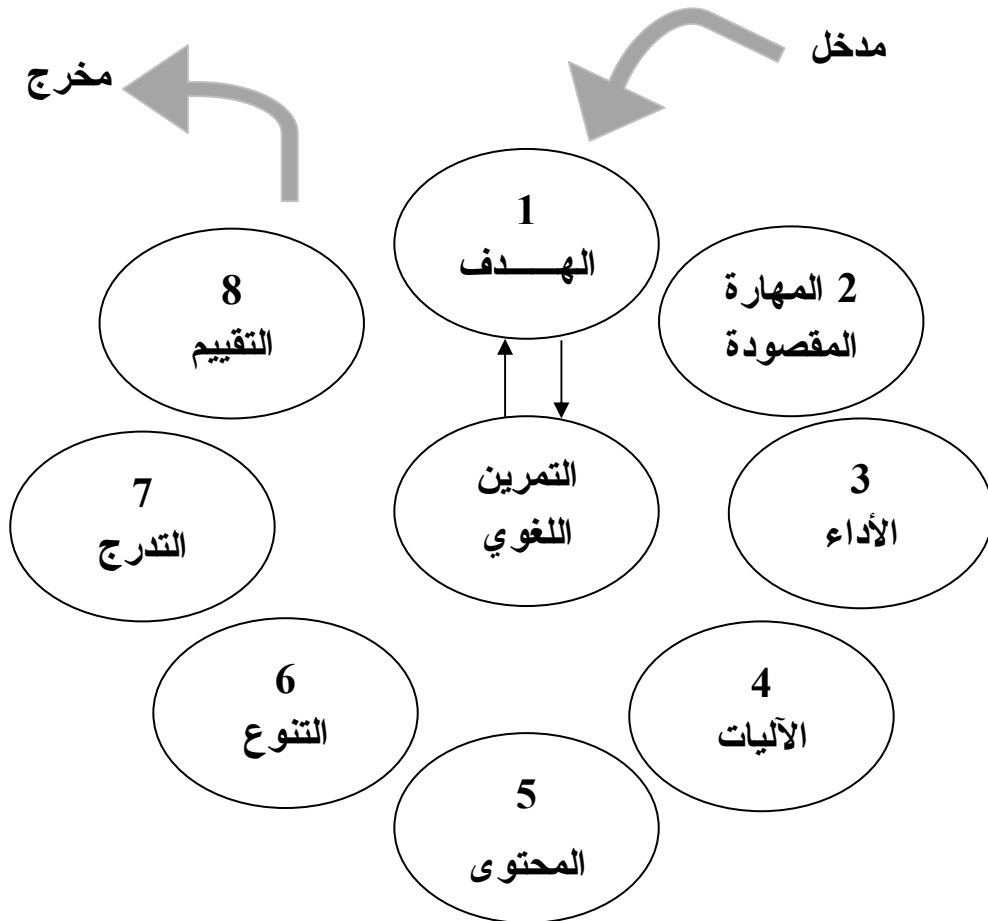 مدخل
مخرج
1
الهـــــدف
2 المهارة
المقصودة
3
الأداء
4
الآليات
5
المحتوى
6
التنوع
7
التدرج
8
التقييم
التمرين
اللغوي